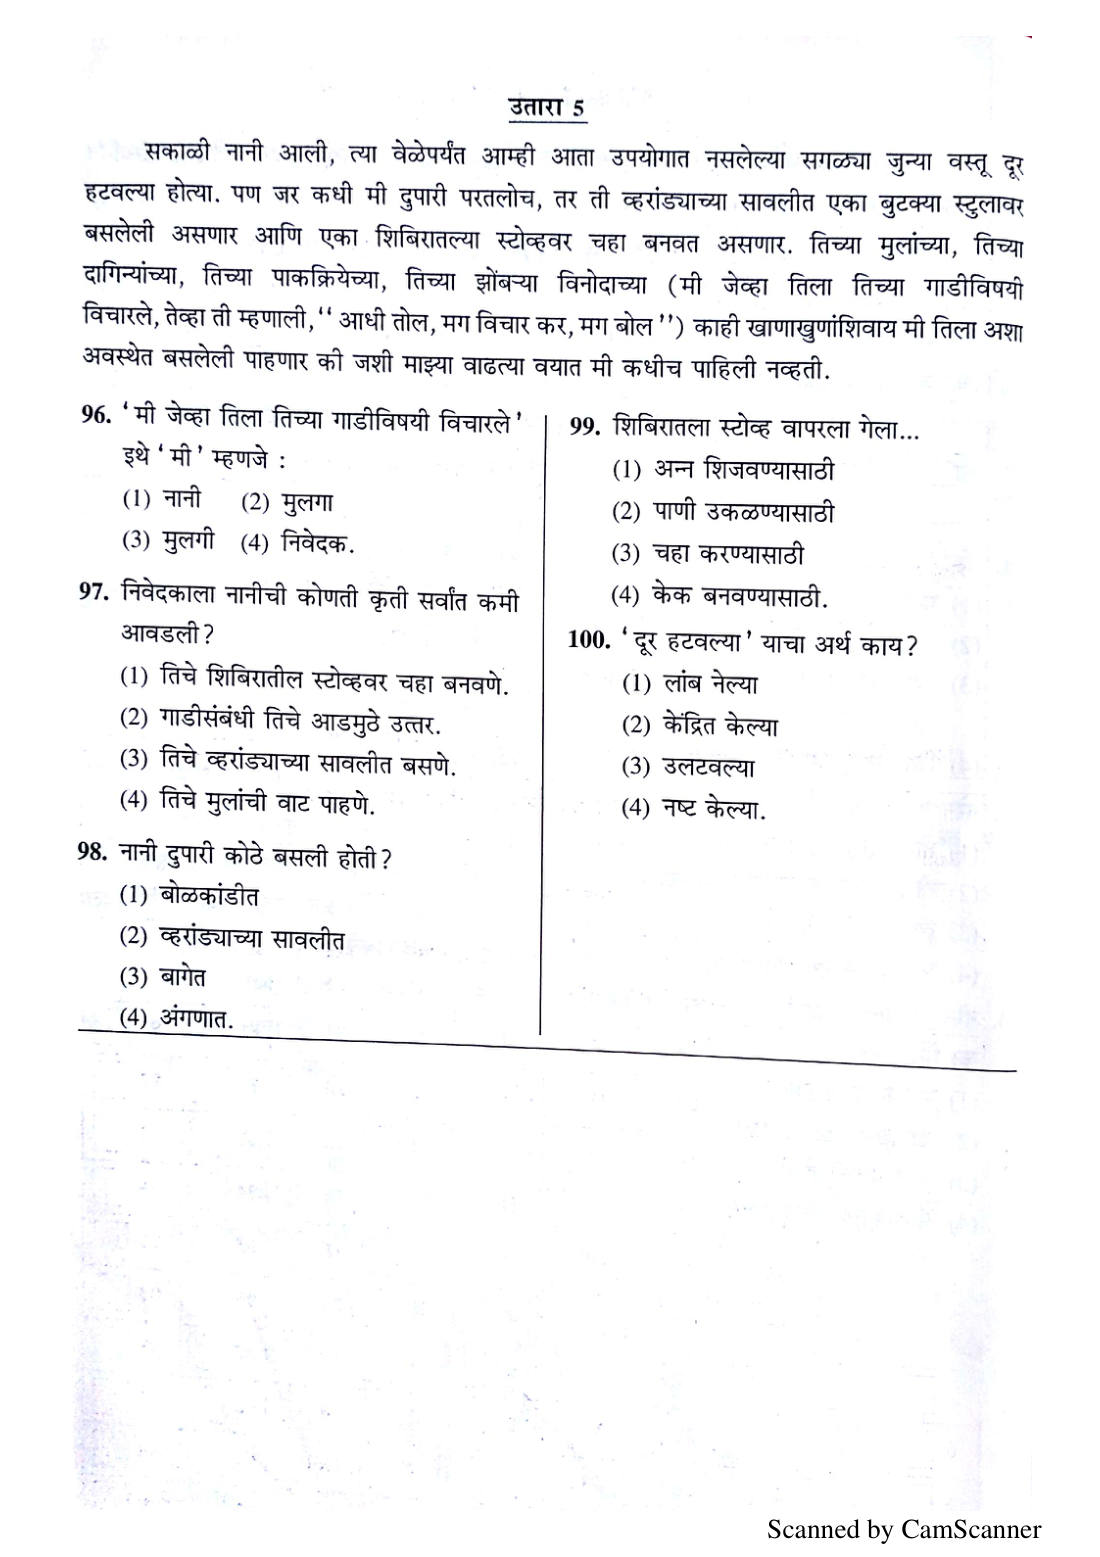 उतारा 5
सकाळी नानी आली, त्या वेळेपर्यंत आम्ही आता उपयोगात नसलेल्या सगळ्या जुन्या वस्तू दूर
हटवल्या होत्या. पण जर कधी मी दुपारी परतलोच, तर ती व्हरांड्याच्या सावलीत एका बुटक्या स्टुलावर
बसलेली असणार आणि एका शिबिरातल्या स्टोव्हवर चहा बनवत असणार. तिच्या मुलांच्या, तिच्या
दागिन्यांच्या, तिच्या पाकक्रियेच्या, तिच्या झोंबऱ्या विनोदाच्या (मी जेव्हा तिला तिच्या गाडीविषयी
विचारले, तेव्हा ती म्हणाली, ‘‘ आधी तोल, मग विचार कर, मग बोल ’’) काही खाणाखुणांशिवाय मी तिला अशा
अवस्थेत बसलेली पाहणार की जशी माझ्या वाढत्या वयात मी कधीच पाहिली नव्हती.
96. ‘ मी जेव्हा तिला तिच्या गाडीविषयी विचारले ’
इथे ‘ मी ’ म्हणजे :
(1) नानी (2) मुलगा
(3) मुलगी (4) निवेदक.
97. निवेदकाला नानीची कोणती कृती सर्वांत कमी
आवडली ?
(1) तिचे शिबिरातील स्टोव्हवर चहा बनवणे.
(2) गाडीसंबंधी तिचे आडमुठे उत्तर.
(3) तिचे व्हरांड्याच्या सावलीत बसणे.
(4) तिचे मुलांची वाट पाहणे.
98. नानी दुपारी कोठे बसली होती ?
(1) बोळकांडीत
(2) व्हरांड्याच्या सावलीत
(3) बागेत
(4) अंगणात.
99. शिबिरातला स्टोव्ह वापरला गेला...
(1) अन्न शिजवण्यासाठी
(2) पाणी उकळण्यासाठी
(3) चहा करण्यासाठी
(4) केक बनवण्यासाठी.
100. ‘ दूर हटवल्या ’ याचा अर्थ काय ?
(1) लांब नेल्या
(2) केंद्रित केल्या
(3) उलटवल्या
(4) नष्ट केल्या.
Scanned by CamScanner